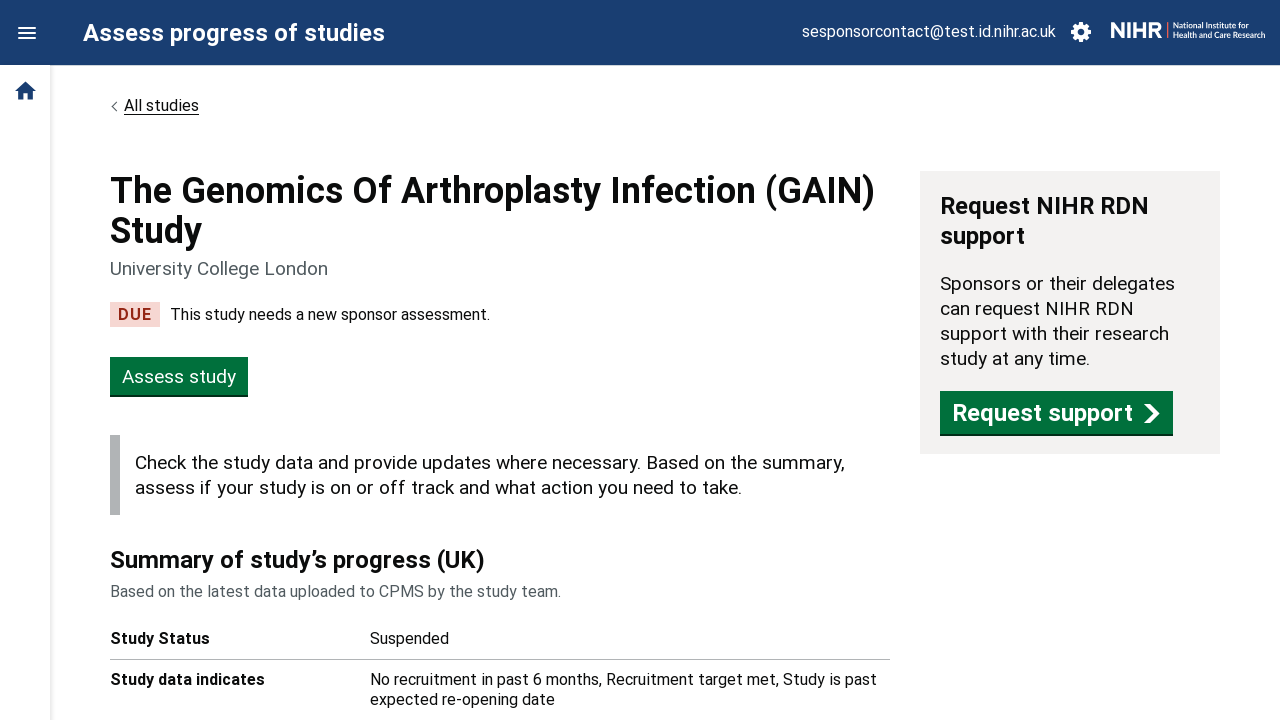 Assess progress of studies
sesponsorcontact@test.id.nihr.ac.uk
NIHR
National Institute for
Health and Care Research
All studies
The Genomics Of Arthroplasty Infection (GAIN)
Study
University College London
DUE This study needs a new sponsor assessment.
Assess study
Check the study data and provide updates where necessary. Based on the summary,
assess if your study is on or off track and what action you need to take.
Summary of study’s progress (UK)
Based on the latest data uploaded to CPMS by the study team.
Study Status Suspended
Study data indicates No recruitment in past 6 months, Recruitment target met, Study is past
expected re-opening date
Request NIHR RDN
support
Sponsors or their delegates
can request NIHR RDN
support with their research
study at any time.
Request support